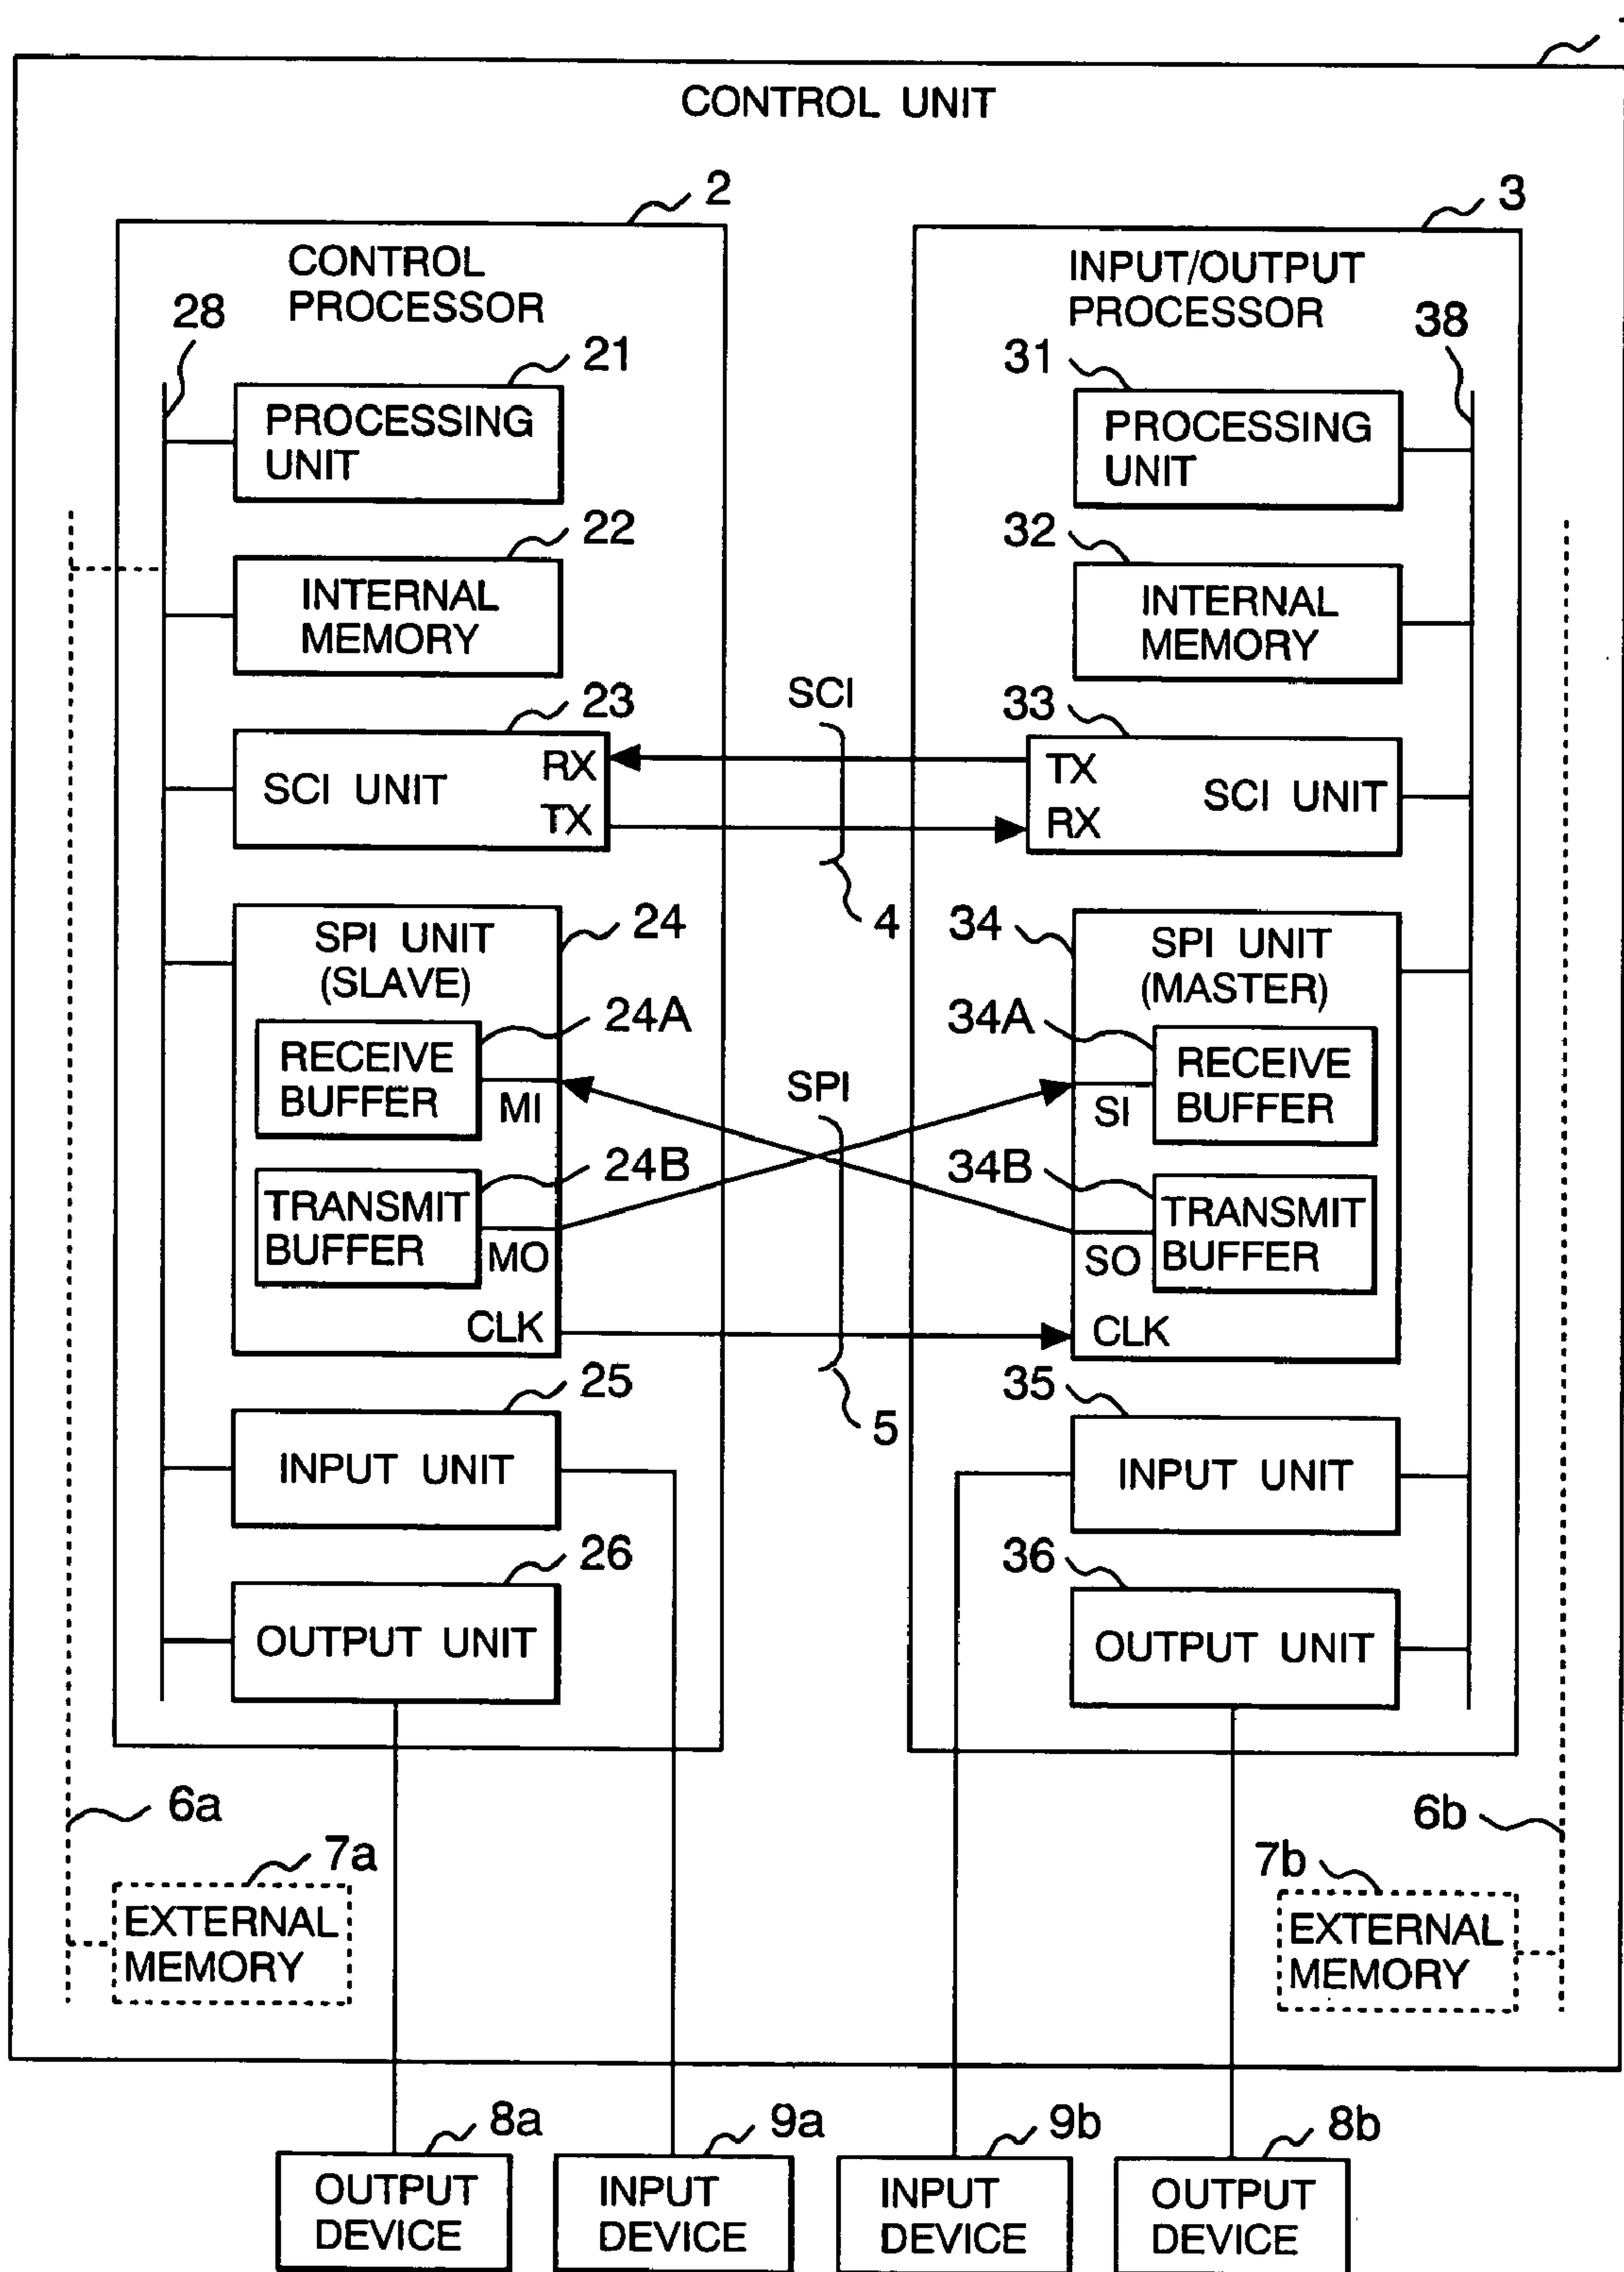 CONTROL UNIT
2
3
CONTROL
PROCESSOR
INPUT/OUTPUT
PROCESSOR
28
38
21
31
PROCESSING
UNIT
PROCESSING
UNIT
22
32
INTERNAL
MEMORY
INTERNAL
MEMORY
23
SCI
33
SCI UNIT
RX
TX
TX
RX
SCI UNIT
4
24
34
SPI UNIT
(SLAVE)
SPI UNIT
(MASTER)
24A
34A
RECEIVE
BUFFER
MI
SPI
SI
RECEIVE
BUFFER
24B
34B
TRANSMIT
BUFFER
MO
SO
TRANSMIT
BUFFER
CLK
CLK
5
25
35
INPUT UNIT
INPUT UNIT
26
36
OUTPUT UNIT
OUTPUT UNIT
6a
6b
7a
7b
EXTERNAL
MEMORY
EXTERNAL
MEMORY
8a
9a
9b
8b
OUTPUT
DEVICE
INPUT
DEVICE
INPUT
DEVICE
OUTPUT
DEVICE